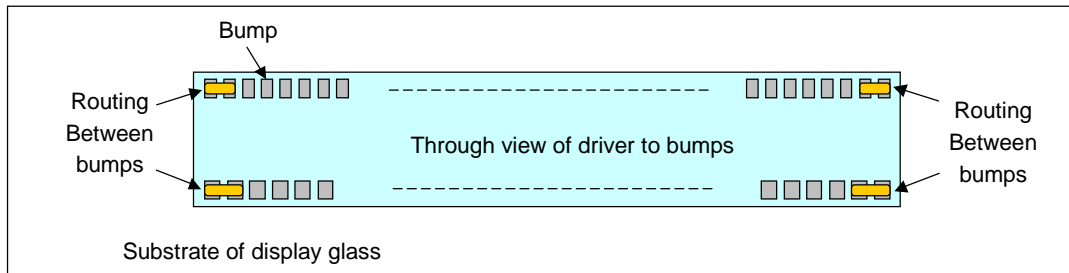 Bump
Routing
Between
bumps
Routing
Between
bumps
Through view of driver to bumps
Substrate of display glass